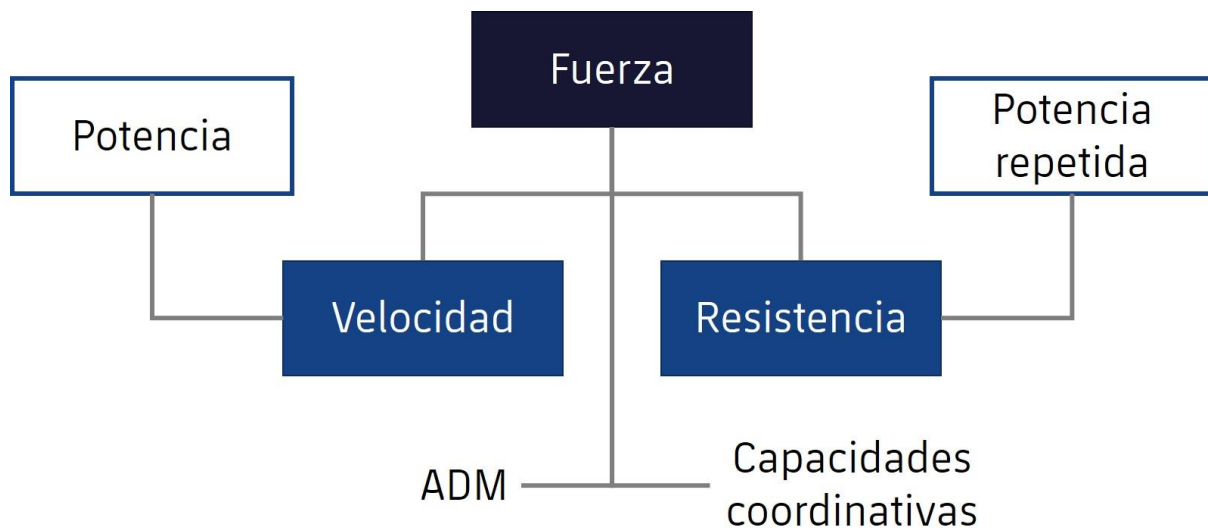 Fuerza
Potencia
Potencia
repetida
Velocidad
Resistencia
ADM
Capacidades
coordinativas